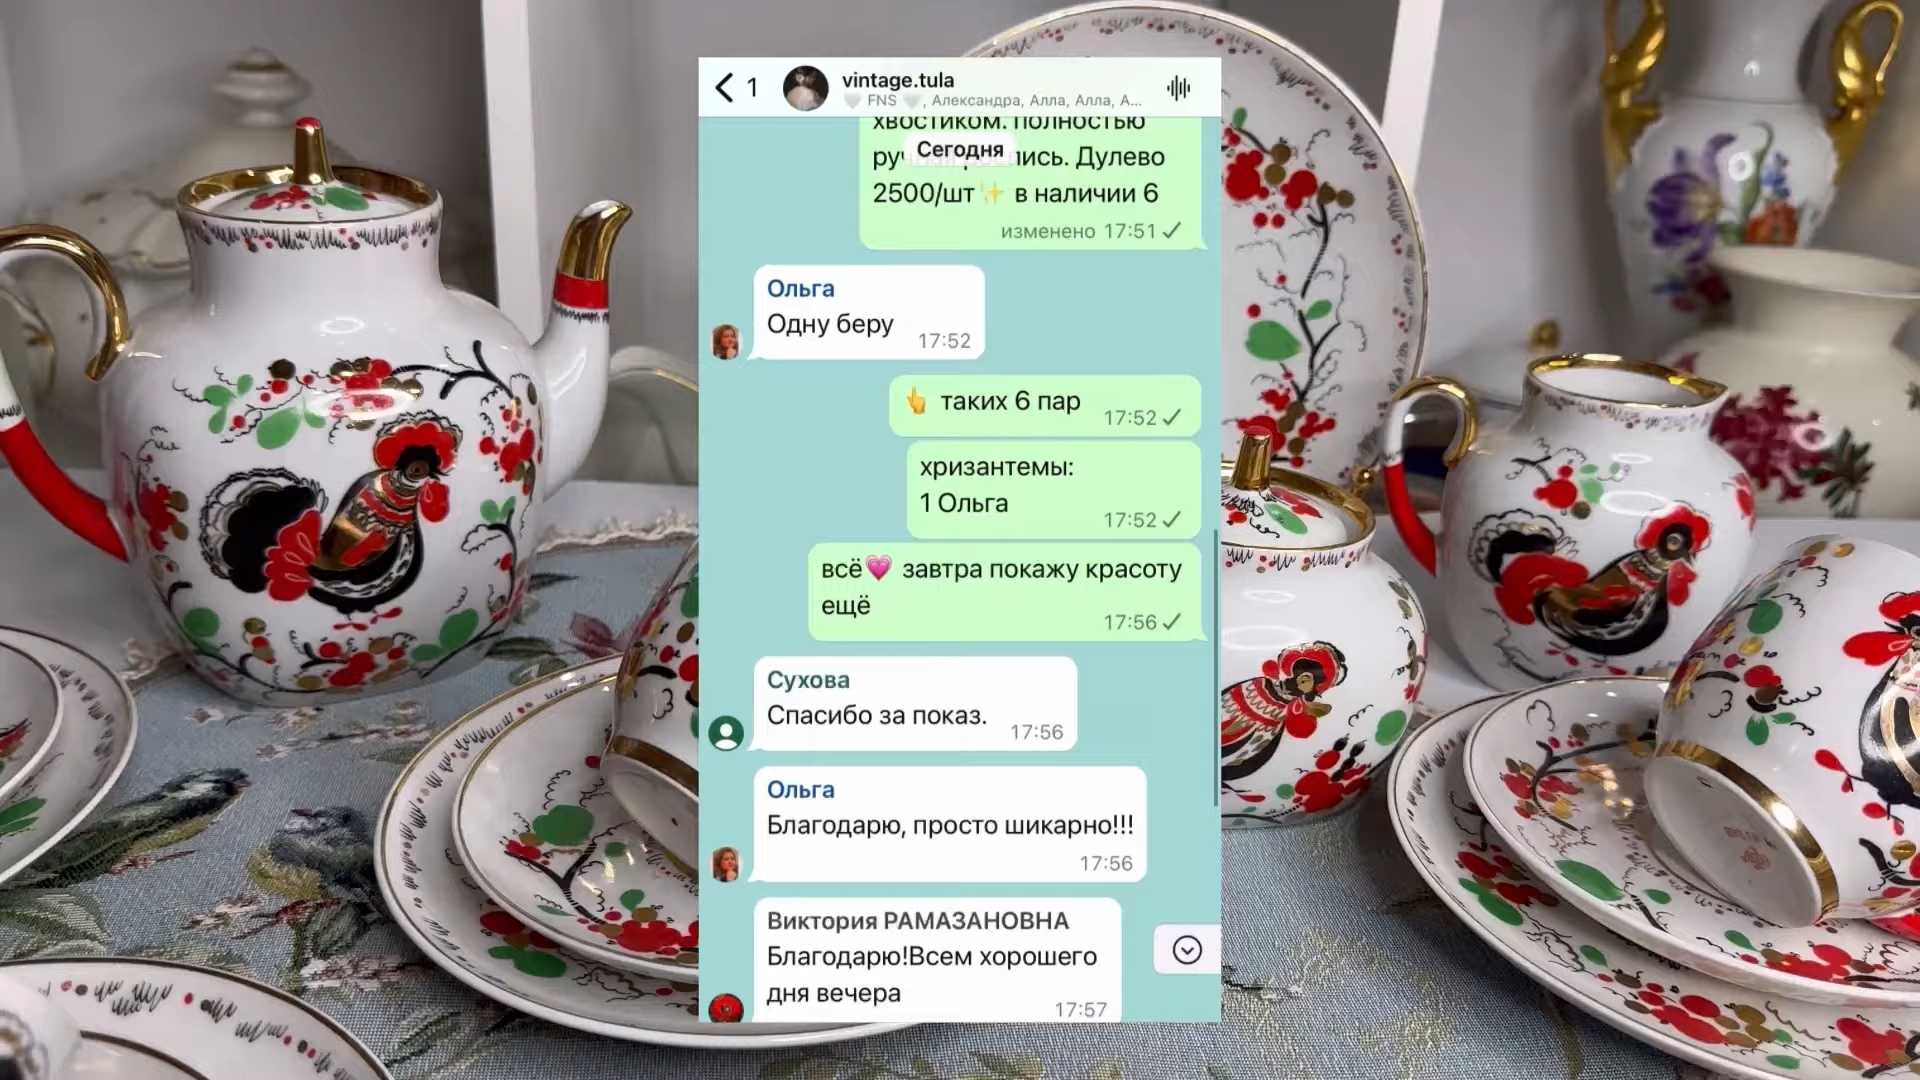 1
vintage.tula
FNS, Александра, Алла, Алла, А...
хвостиком. Полностью
Сегодня
Дулево
2500/шт✨ в наличии 6
изменено 17:51
Ольга
Одну беру
17:52
👆 таких 6 пар
17:52
хризантемы:
1 Ольга
17:52
всё💗 завтра покажу красоту
ещё
17:56
Сухова
Спасибо за показ.
17:56
Ольга
Благодарю, просто шикарно!!!
17:56
Виктория РАМАЗАНОВНА
Благодарю!Всем хорошего
дня вечера
17:57